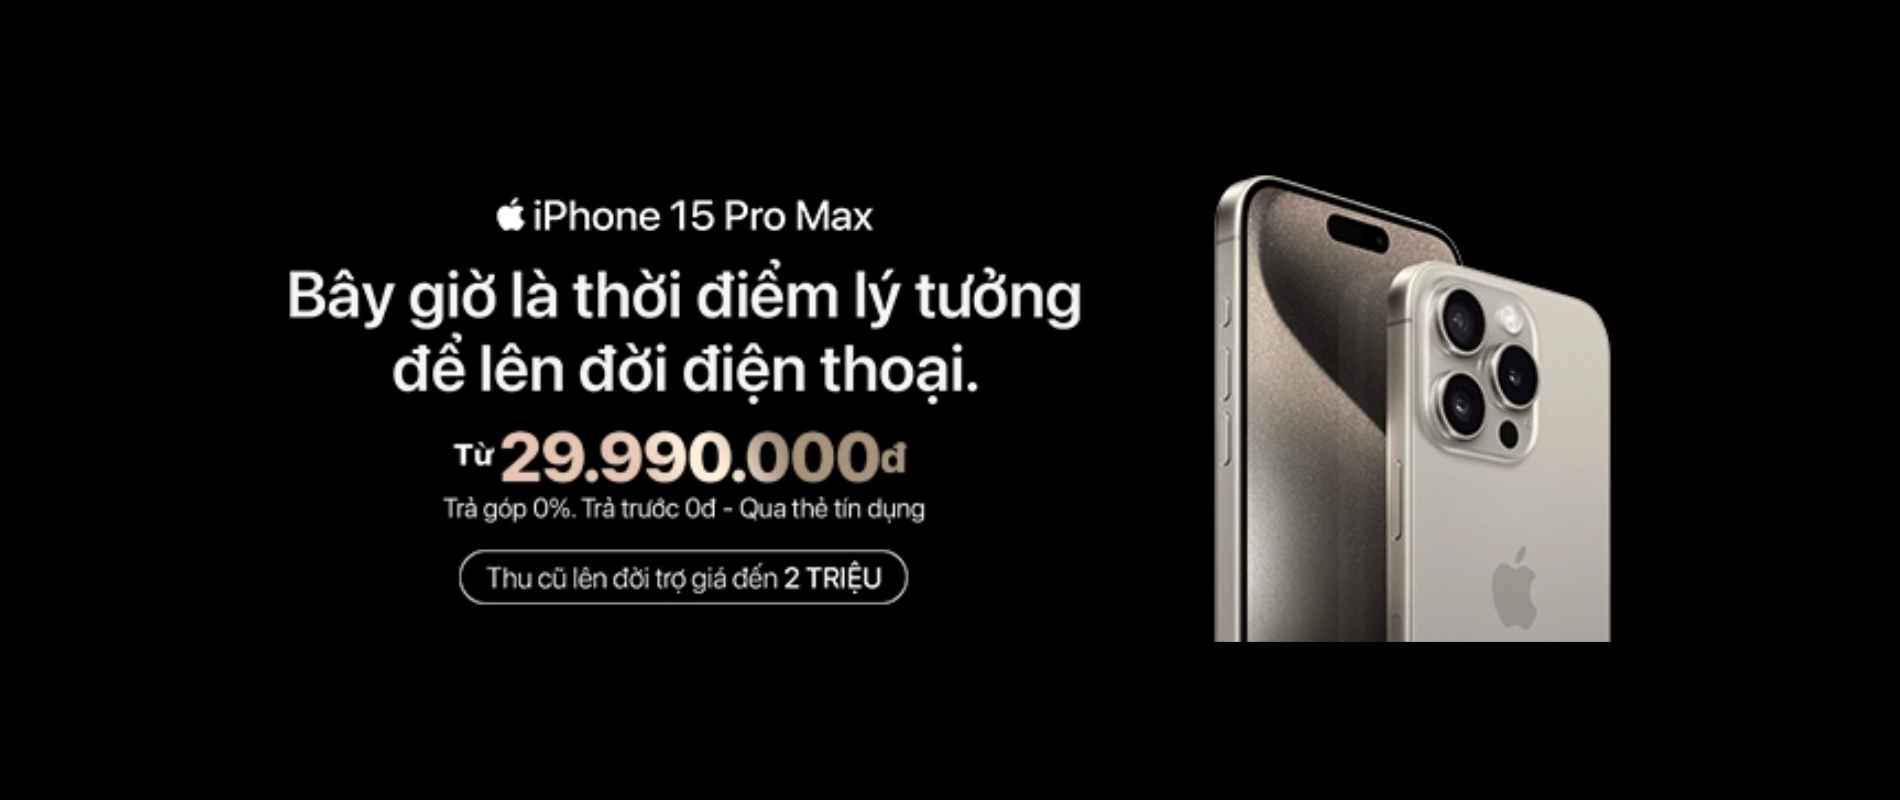 iPhone 15 Pro Max
Bây giờ là thời điểm lý tưởng
để lên đời điện thoại.
Từ 29.990.000đ
Trả góp 0%. Trả trước 0đ - Qua thẻ tín dụng
Thu cũ lên đời trợ giá đến 2 TRIỆU